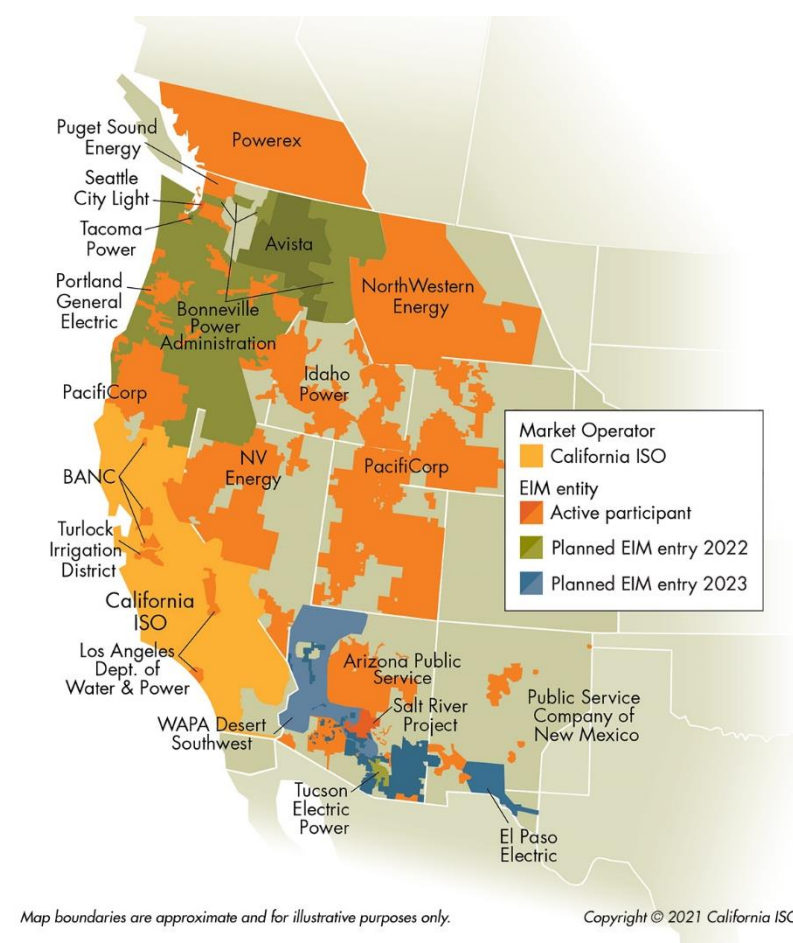 Powerex
Puget Sound
Energy
Seattle
City Light
Tacoma
Power
Avista
Portland
General
Electric
Bonneville
Power
Administration
NorthWestern
Energy
Idaho
Power
PacifiCorp
BANC
NV
Energy
PacifiCorp
Turlock
Irrigation
District
California
ISO
Los Angeles
Dept. of
Water & Power
WAPA Desert
Southwest
Arizona Public
Service
Salt River
Project
Public Service
Company of
New Mexico
Tucson
Electric
Power
El Paso
Electric
Market Operator
California ISO
EIM entity
Active participant
Planned EIM entry 2022
Planned EIM entry 2023
Map boundaries are approximate and for illustrative purposes only.
Copyright © 2021 California ISO